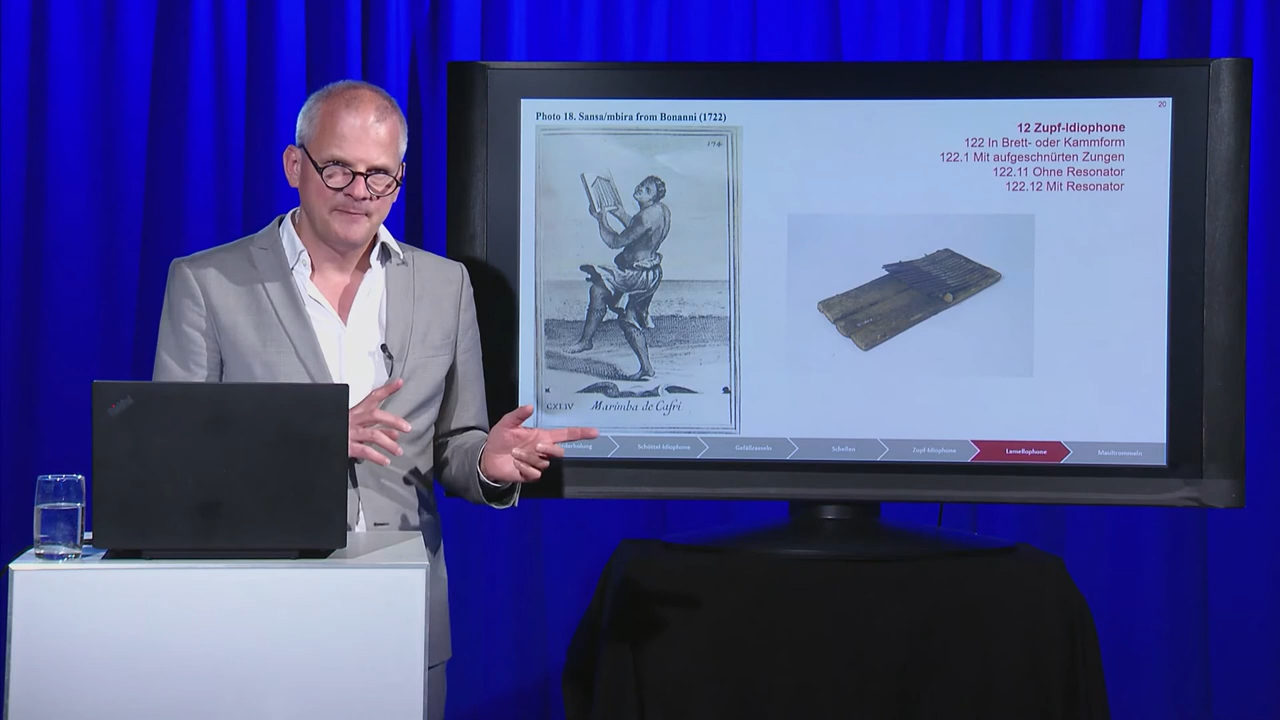 Photo 18. Sansa/mbira from Bonanni (1722)
174
CXLIV Marimba de Cafri.
20
12 Zupf-Idiophone
122 In Brett- oder Kammform
122.1 Mit aufgeschnürten Zungen
122.11 Ohne Resonator
122.12 Mit Resonator
Schüttel-Idiophone
Gefäßrasseln
Schellen
Zupf-Idiophone
Lamellophone
Maultrommeln